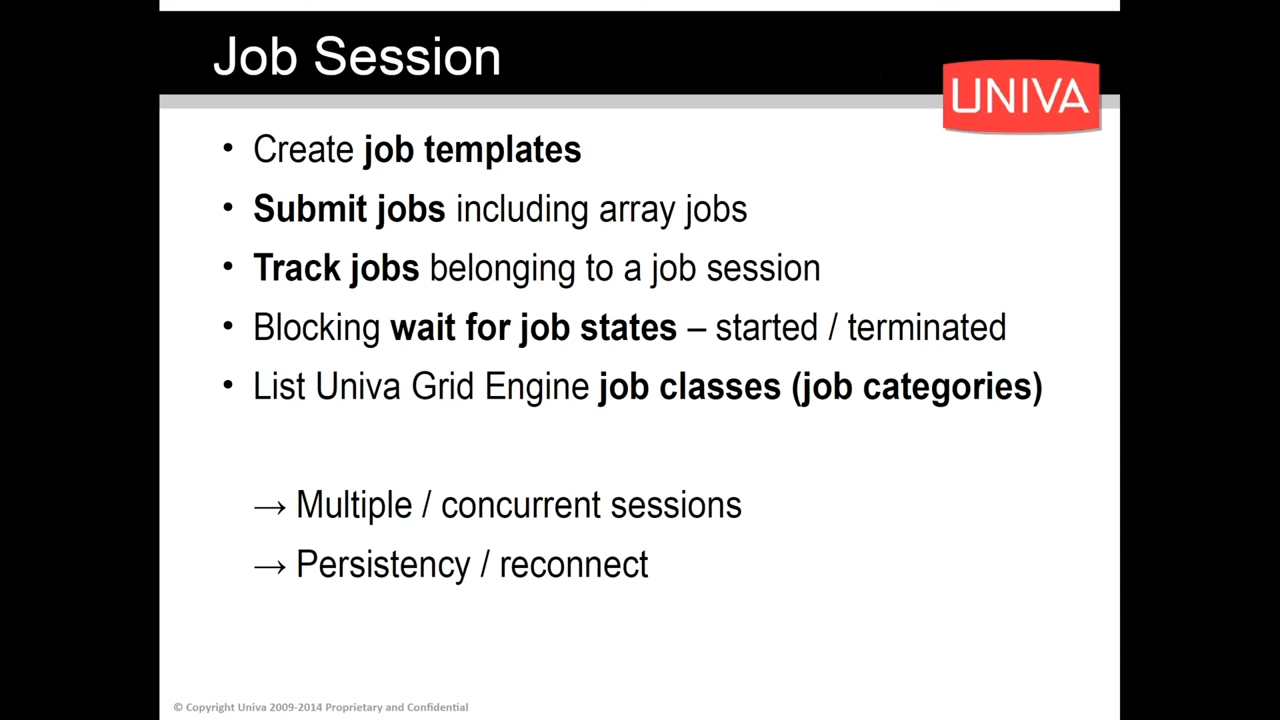 Job Session
UNIVA
• Create job templates
• Submit jobs including array jobs
• Track jobs belonging to a job session
• Blocking wait for job states – started / terminated
• List Univa Grid Engine job classes (job categories)
→ Multiple / concurrent sessions
→ Persistency / reconnect
© Copyright Univa 2009-2014 Proprietary and Confidential